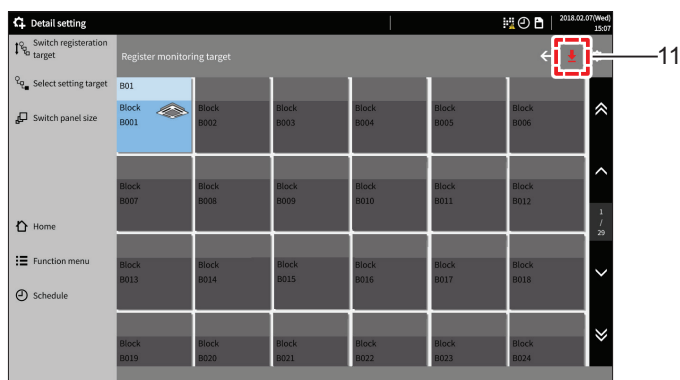 Detail setting
2018.02.07(Wed)
15:07
Switch registeration
target
Register monitoring target
11
Select setting target
Switch panel size
Home
Function menu
Schedule
B01
Block
B001
Block
B002
Block
B003
Block
B004
Block
B005
Block
B006
Block
B007
Block
B008
Block
B009
Block
B010
Block
B011
Block
B012
Block
B013
Block
B014
Block
B015
Block
B016
Block
B017
Block
B018
Block
B019
Block
B020
Block
B021
Block
B022
Block
B023
Block
B024
1
/
29